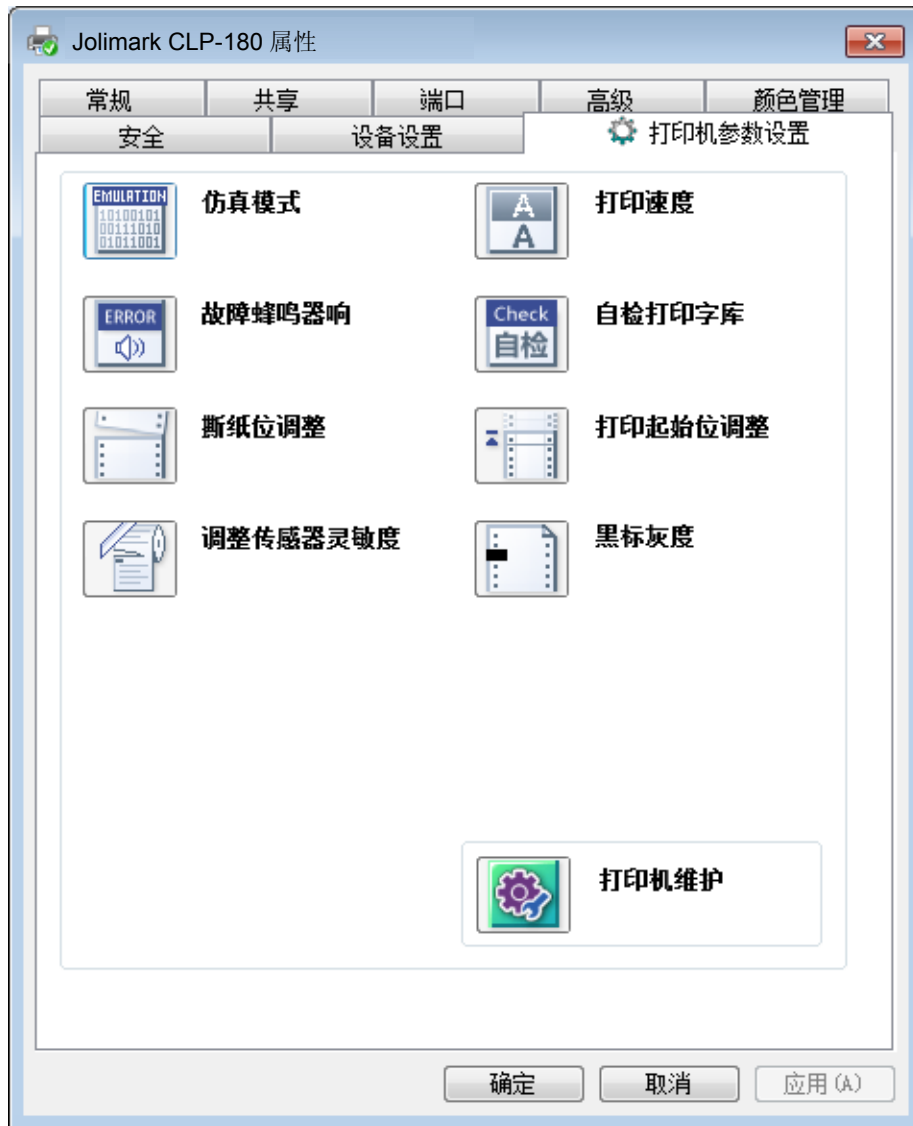 Jolimark CLP-180 属性
常规 共享 端口 高级 颜色管理
安全 设备设置 打印机参数设置
EMULATION
10100101
00111010
01011001
仿真模式
A
A
打印速度
ERROR
故障蜂鸣器响
Check
自检
自检打印字库
斯纸位调整
打印起始位调整
调整传感器灵敏度
黑标灰度
打印机维护
确定 取消 应用(A)